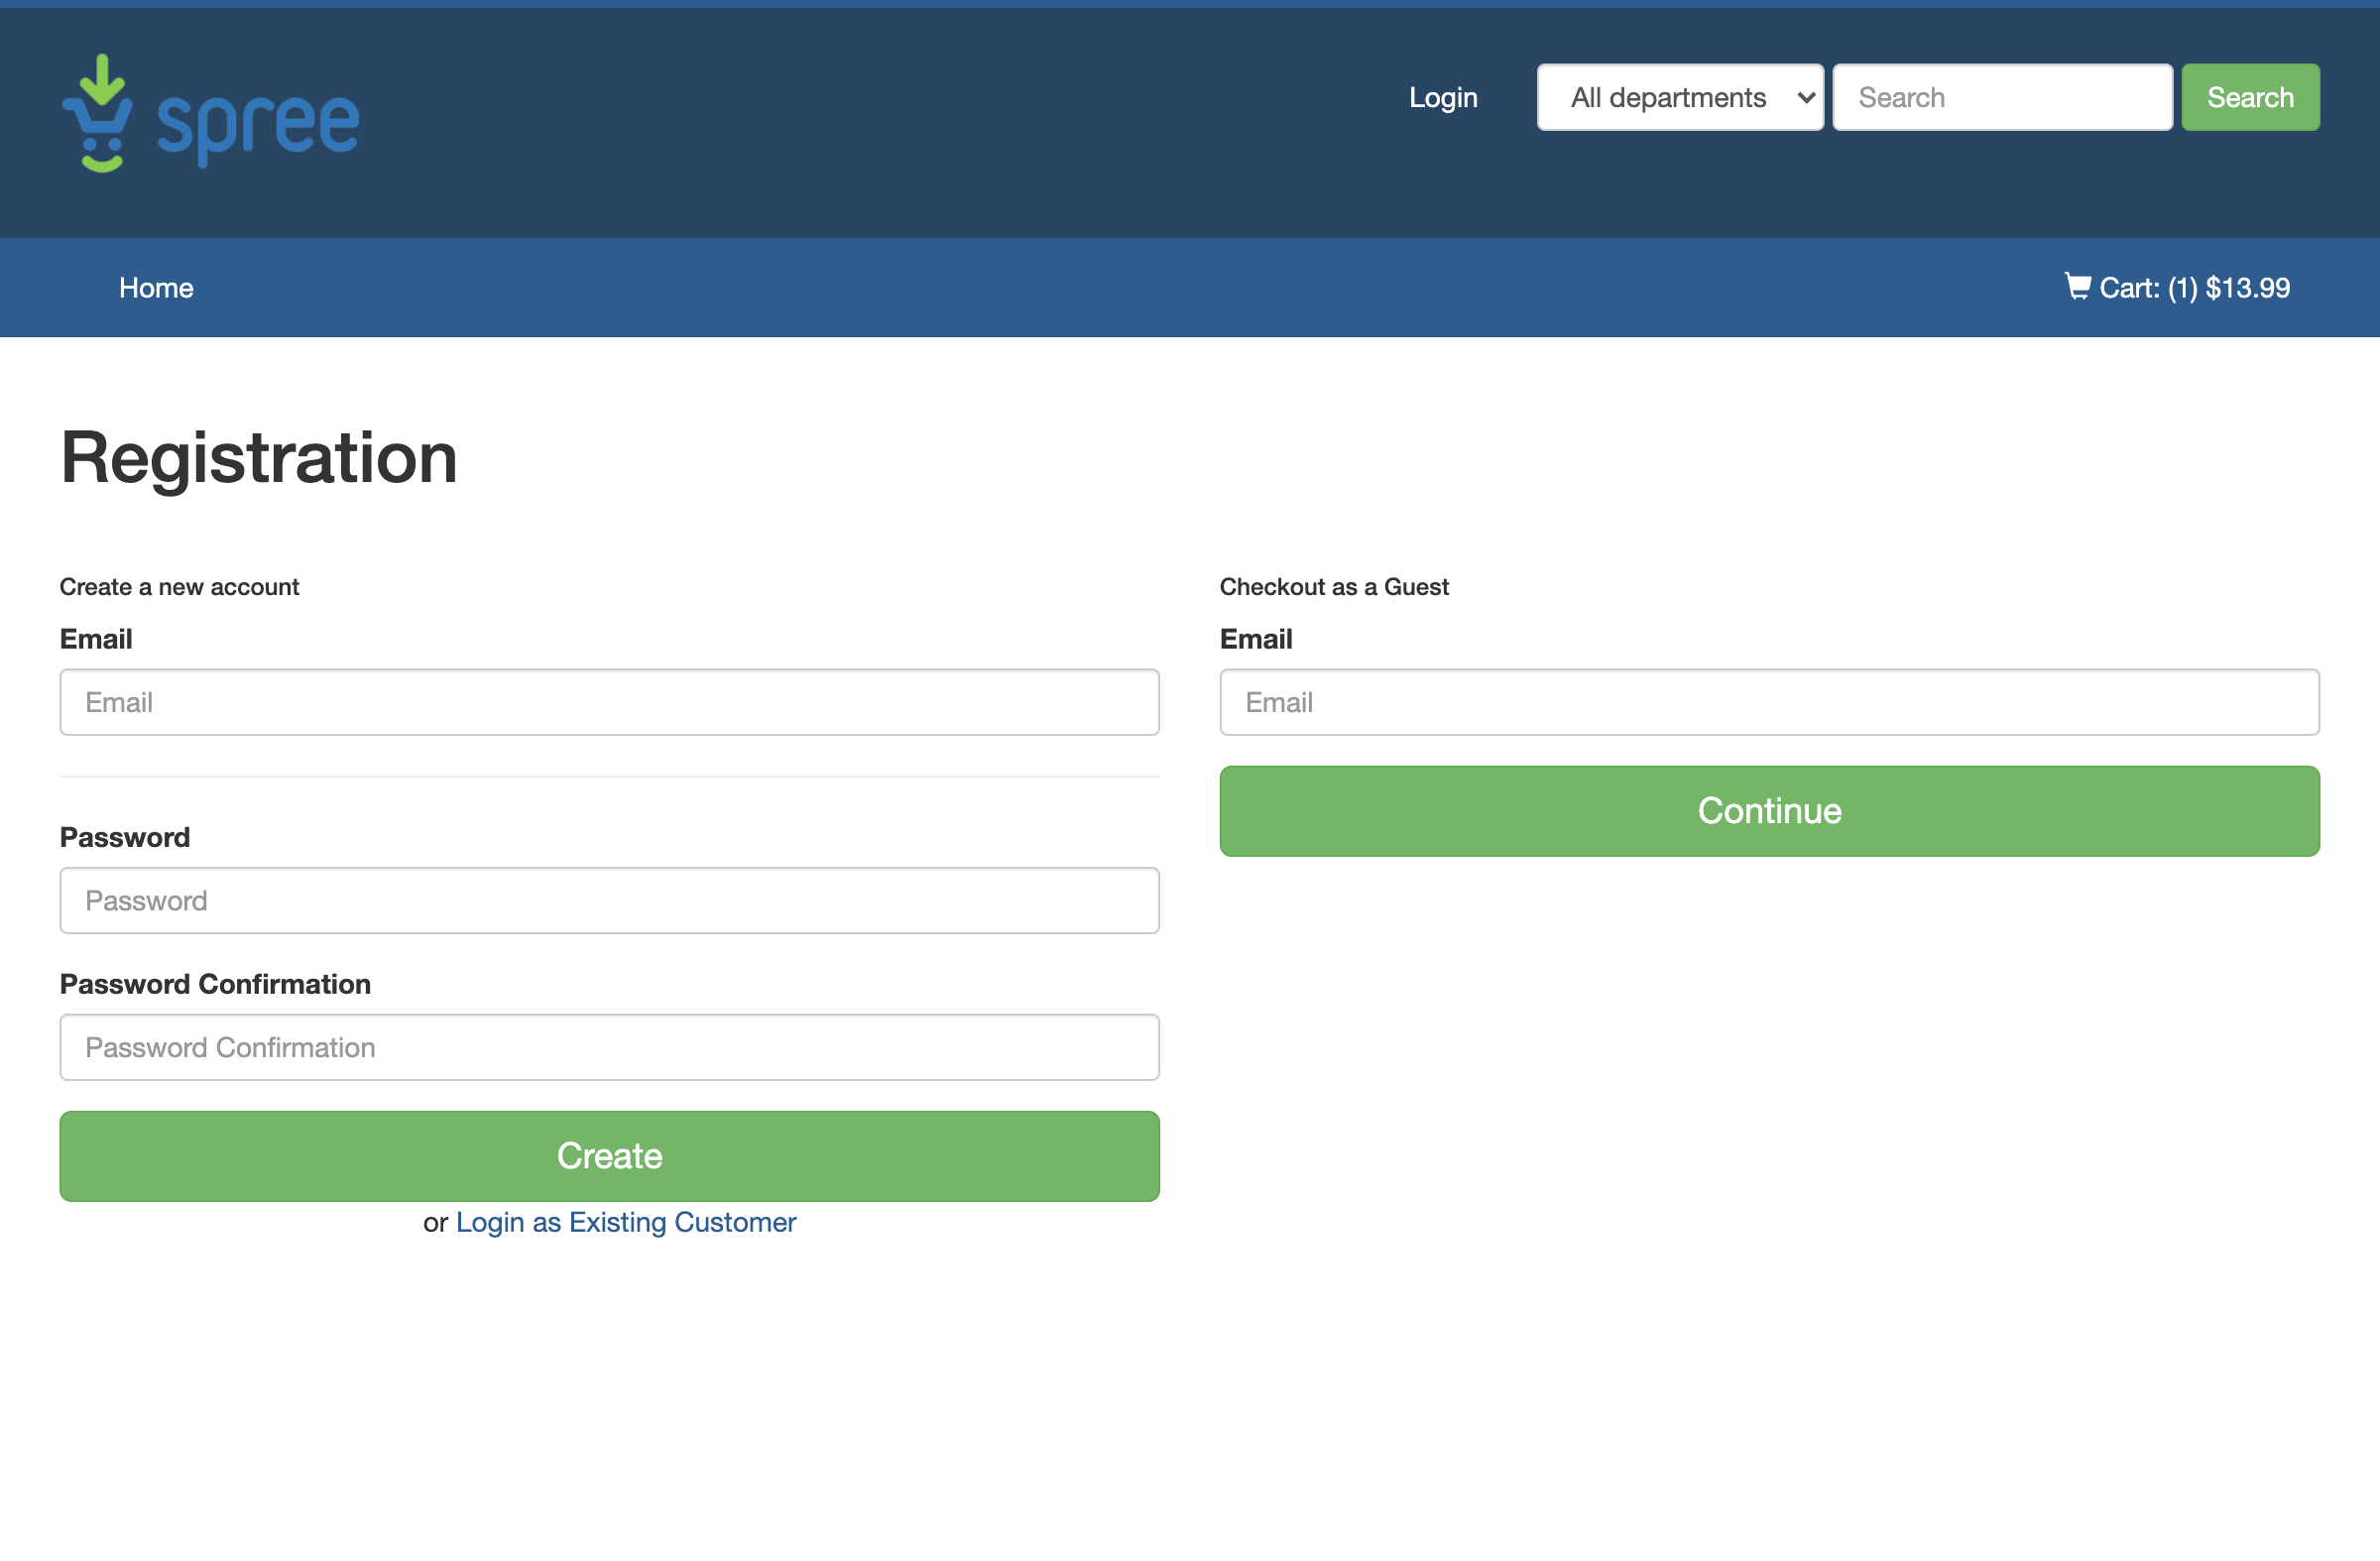 spree
Login
All departments
Search
Search
Home
Cart: (1) $13.99
Registration
Create a new account
Email
Email
Password
Password
Password Confirmation
Password Confirmation
Create
or Login as Existing Customer
Checkout as a Guest
Email
Email
Continue